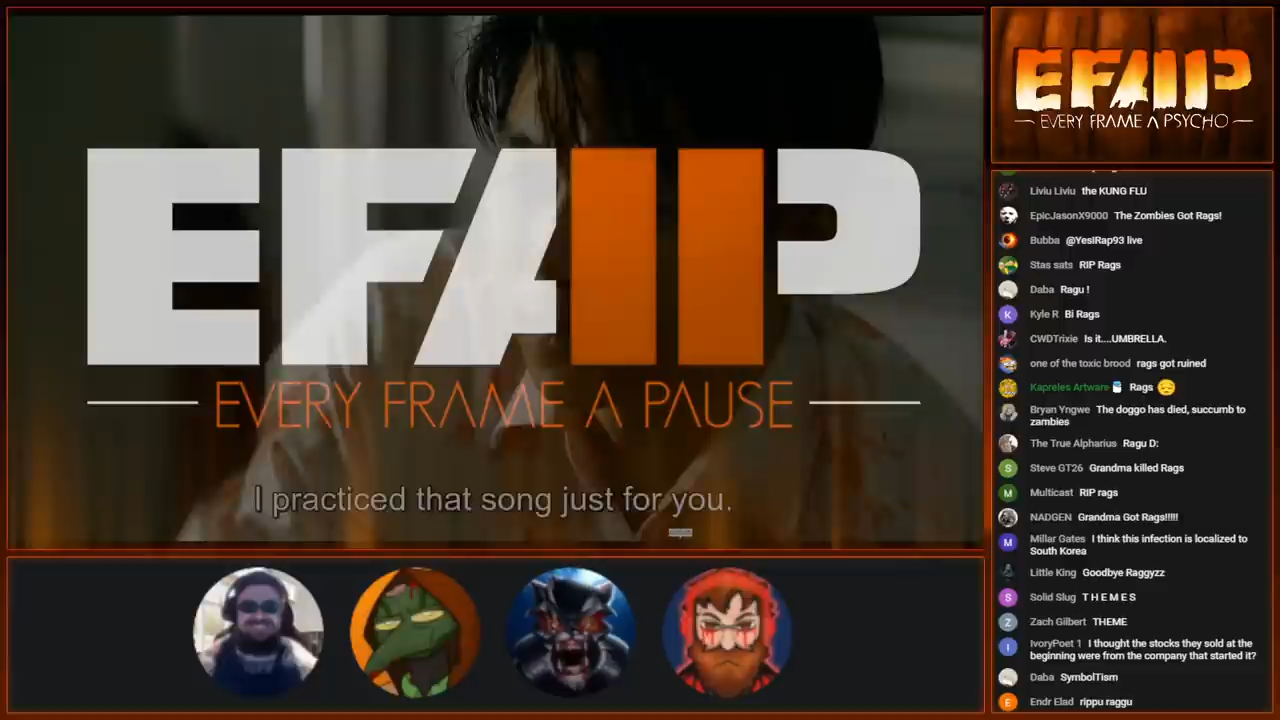 EFAP
EVERY FRAME A PAUSE
I practiced that song just for you.
EFAP
EVERY FRAME A PSYCHO
Liviu Liviu the KUNG FLU
EpicJasonX9000 The Zombies Got Rags!
Bubba @YesIRap93 live
Stas sats RIP Rags
Daba Ragu !
K Kyle R Bi Rags
CWDTrixie Is it....UMBRELLA.
one of the toxic brood rags got ruined
Kapreles Artware Rags
Bryan Yngwe The doggo has died, succumb to
zambies
The True Alpharius Ragu D:
S Steve GT26 Grandma killed Rags
M Multicast RIP rags
NADGEN Grandma Got Rags!!!!!
M Millar Gates I think this infection is localized to
South Korea
Little King Goodbye Raggyzz
S Solid Slug T H E M E S
Z Zach Gilbert THEME
I IvoryPoet 1 I thought the stocks they sold at the
beginning were from the company that started it?
Daba SymbolTism
E Endr Elad rippu raggu